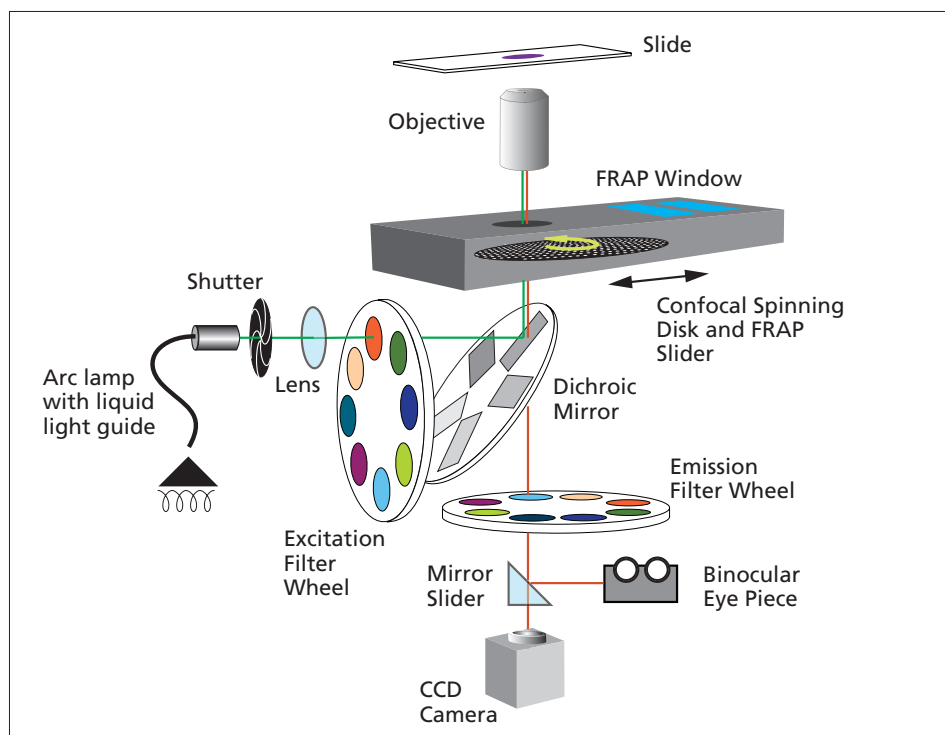 Slide
Objective
FRAP Window
Shutter
Confocal Spinning
Disk and FRAP
Slider
Lens
Arc lamp
with liquid
light guide
Dichroic
Mirror
Emission
Filter Wheel
Excitation
Filter
Wheel
Mirror
Slider
Binocular
Eye Piece
CCD
Camera